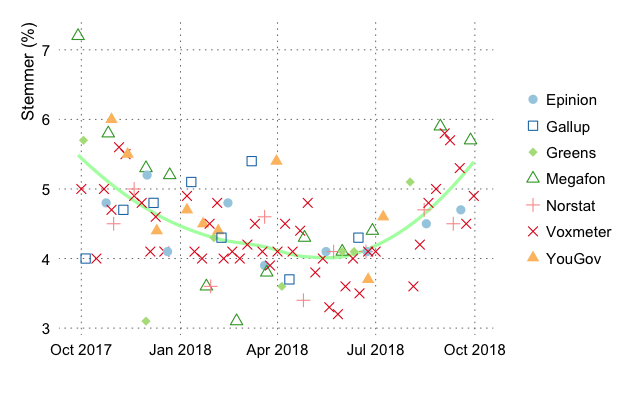 Stemmer (%)
7
6
5
4
3
Oct 2017
Jan 2018
Apr 2018
Jul 2018
Oct 2018
Epinion
Gallup
Greens
Megafon
Norstat
Voxmeter
YouGov